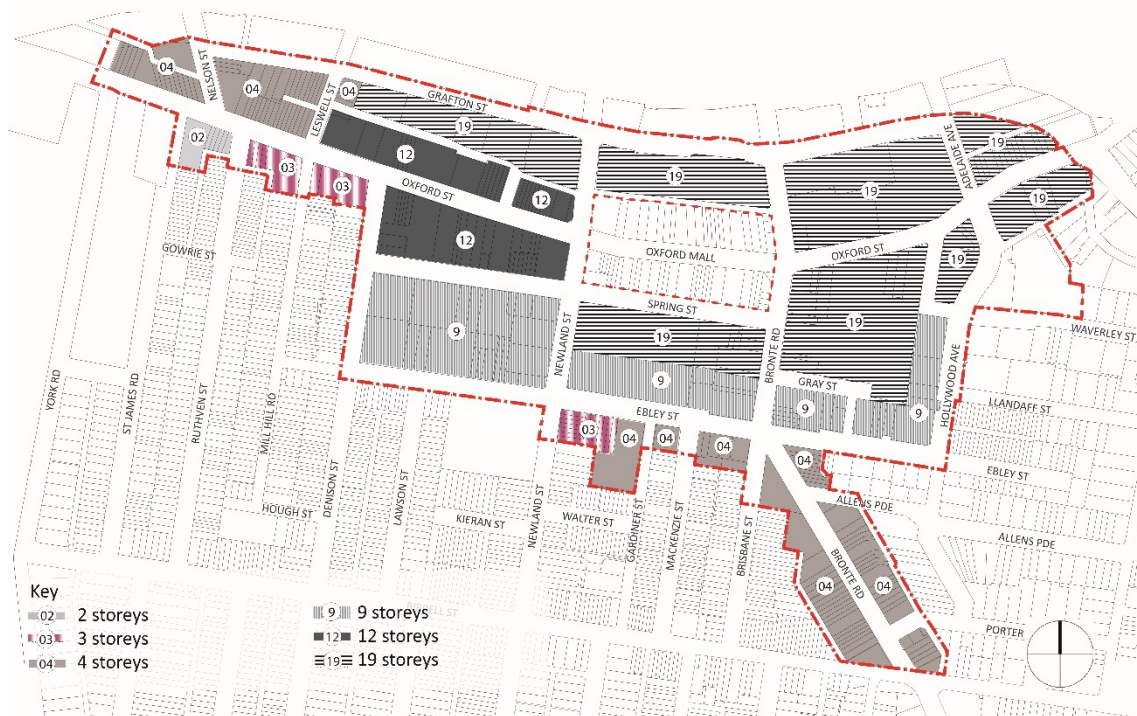 NELSON ST
04
04
LESWELL ST
04
GRAFTON ST
19
12
19
ADELAIDE AVE
19
19
19
02
03
03
OXFORD ST
12
12
OXFORD MALL
OXFORD ST
19
GOWRIE ST
9
NEWLAND ST
SPRING ST
19
BRONTE RD
19
WAVERLEY ST
9
GRAY ST
9
9
HOLLYWOOD AVE
LLANDAFF ST
YORK RD
ST JAMES RD
RUTHVEN ST
MILL HILL RD
EBLEY ST
03
04
04
04
04
EBLEY ST
DENISON ST
LAWSON ST
HOUGH ST
KIERAN ST
NEWLAND ST
WALTER ST
GARDINER ST
MACKENZIE ST
BRISBANE ST
ALLENS PDE
ALLENS PDE
BRONTE RD
04
04
PORTER
Key
02 2 storeys
03 3 storeys
04 4 storeys
9 9 storeys
12 12 storeys
19 19 storeys